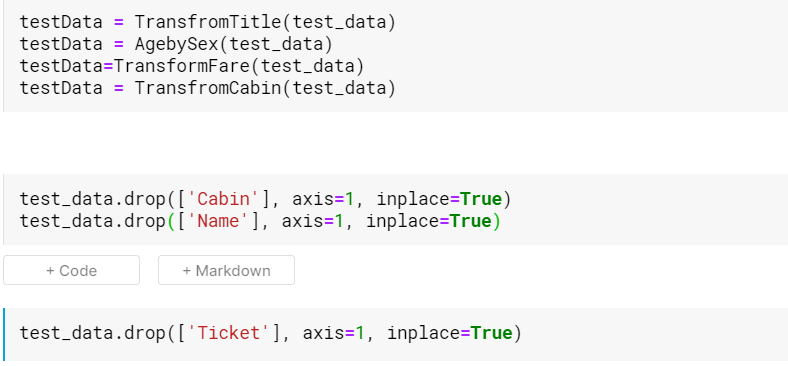 testData = TransfromTitle(test_data)
testData = AgebySex(test_data)
testData=TransformFare(test_data)
testData = TransfromCabin(test_data)
test_data.drop(['Cabin'], axis=1, inplace=True)
test_data.drop(['Name'], axis=1, inplace=True)
+ Code + Markdown
test_data.drop(['Ticket'], axis=1, inplace=True)